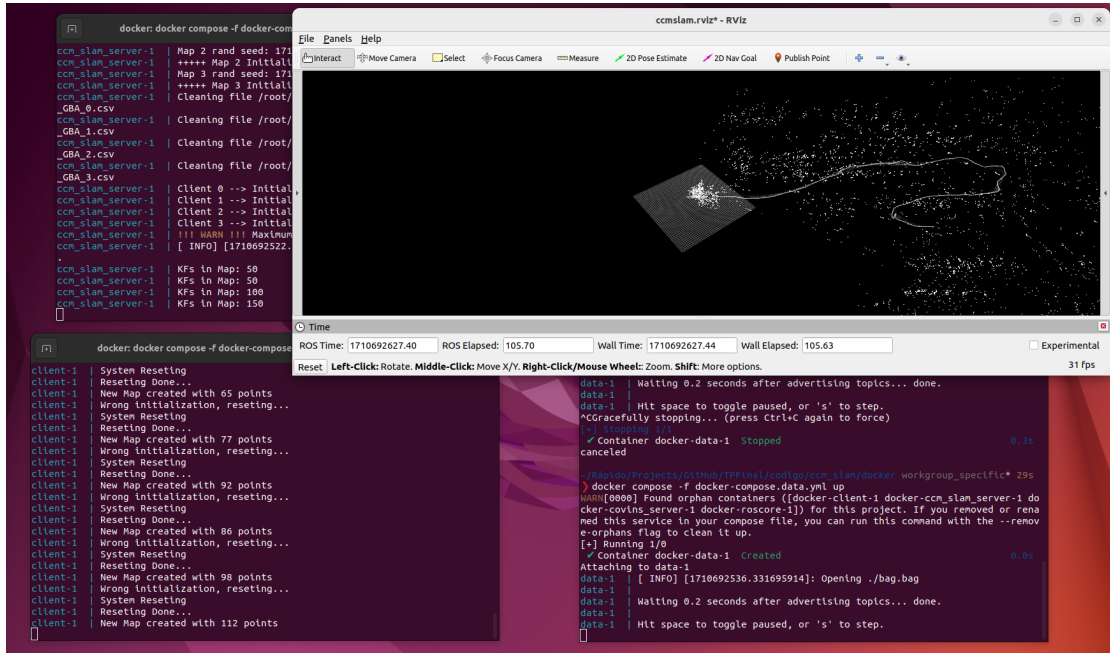 docker: docker compose -f docker-com
ccm_slam_server-1 | Map 2 rand seed: 171
ccm_slam_server-1 | +++++ Map 2 Initiali
ccm_slam_server-1 | Map 3 rand seed: 171
ccm_slam_server-1 | +++++ Map 3 Initiali
ccm_slam_server-1 | Cleaning file /root/
_GBA_0.csv
ccm_slam_server-1 | Cleaning file /root/
_GBA_1.csv
ccm_slam_server-1 | Cleaning file /root/
_GBA_2.csv
ccm_slam_server-1 | Cleaning file /root/
_GBA_3.csv
ccm_slam_server-1 | Client 0 --> Initial
ccm_slam_server-1 | Client 1 --> Initial
ccm_slam_server-1 | Client 2 --> Initial
ccm_slam_server-1 | Client 3 --> Initial
ccm_slam_server-1 | !!! WARN !!! Maximum
ccm_slam_server-1 | [ INFO] [1710692522.
.
ccm_slam_server-1 | KFs in Map: 50
ccm_slam_server-1 | KFs in Map: 50
ccm_slam_server-1 | KFs in Map: 100
ccm_slam_server-1 | KFs in Map: 150
ccmslam.rviz* - RViz
File Panels Help
Interact Move Camera Select Focus Camera Measure 2D Pose Estimate 2D Nav Goal Publish Point
Time
ROS Time: 1710692627.40 ROS Elapsed: 105.70 Wall Time: 1710692627.44 Wall Elapsed: 105.63 Experimental
Reset Left-Click: Rotate. Middle-Click: Move X/Y. Right-Click/Mouse Wheel:: Zoom. Shift: More options. 31 fps
docker: docker compose -f docker-compose
client-1 | System Reseting
client-1 | Reseting Done...
client-1 | New Map created with 65 points
client-1 | Wrong initialization, reseting...
client-1 | System Reseting
client-1 | Reseting Done...
client-1 | New Map created with 77 points
client-1 | Wrong initialization, reseting...
client-1 | System Reseting
client-1 | Reseting Done...
client-1 | New Map created with 92 points
client-1 | Wrong initialization, reseting...
client-1 | System Reseting
client-1 | Reseting Done...
client-1 | New Map created with 86 points
client-1 | Wrong initialization, reseting...
client-1 | System Reseting
client-1 | Reseting Done...
client-1 | New Map created with 98 points
client-1 | Wrong initialization, reseting...
client-1 | System Reseting
client-1 | Reseting Done...
client-1 | New Map created with 112 points
data-1 | Waiting 0.2 seconds after advertising topics... done.
data-1 |
data-1 | Hit space to toggle paused, or 's' to step.
^CGracefully stopping... (press Ctrl+C again to force)
[+] Stopping 1/1
✔ Container docker-data-1 Stopped 0.3s
canceled
~/Rápido/Projects/GitHub/TPFinal/codigo/ccm_slam/docker workgroup_specific* 29s
❯ docker compose -f docker-compose.data.yml up
WARN[0000] Found orphan containers ([docker-client-1 docker-ccm_slam_server-1 do
cker-covins_server-1 docker-roscore-1]) for this project. If you removed or rena
med this service in your compose file, you can run this command with the --remov
e-orphans flag to clean it up.
[+] Running 1/0
✔ Container docker-data-1 Created 0.0s
Attaching to data-1
data-1 | [ INFO] [1710692536.331695914]: Opening ./bag.bag
data-1 |
data-1 | Waiting 0.2 seconds after advertising topics... done.
data-1 |
data-1 | Hit space to toggle paused, or 's' to step.